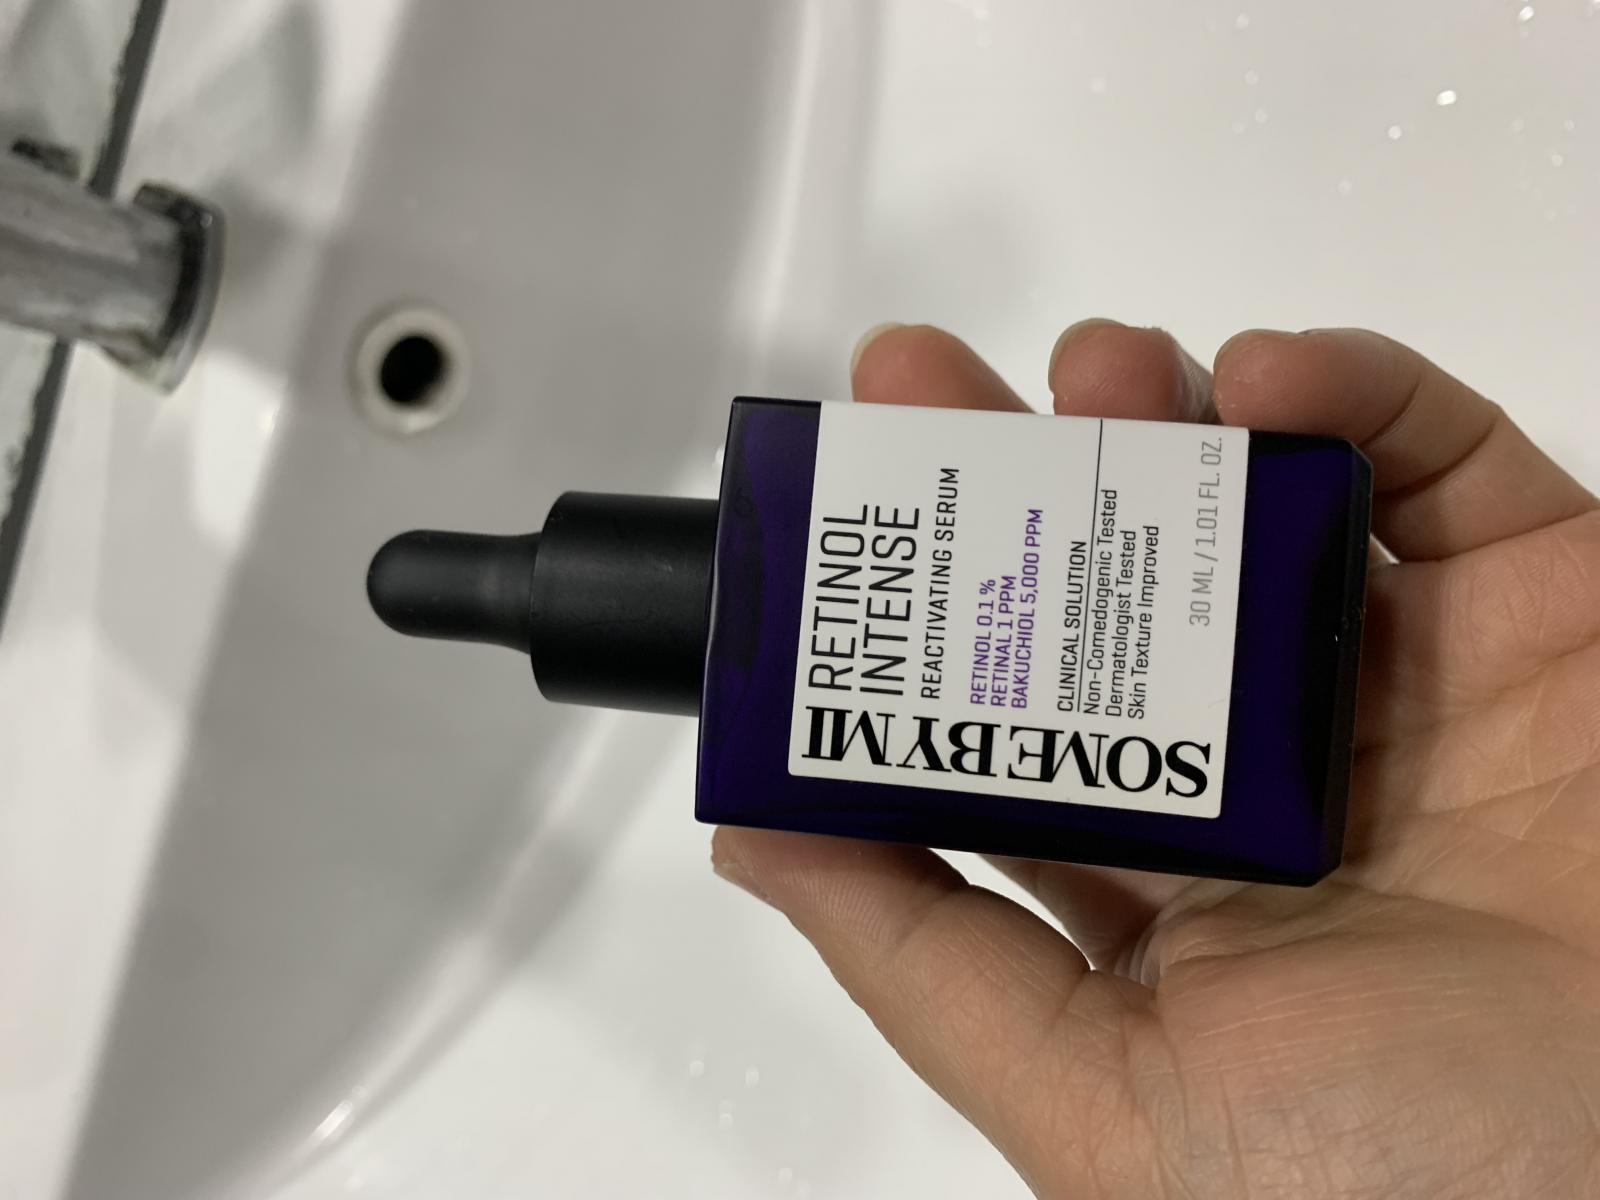 SOME BY MI
RETINOL
INTENSE
REACTIVATING SERUM
RETINOL 0.1 %
RETINAL 1 PPM
BAKUCHIOL 5,000 PPM
CLINICAL SOLUTION
Non-Comedogenic Tested
Dermatologist Tested
Skin Texture Improved
30 ML / 1.01 FL. OZ.